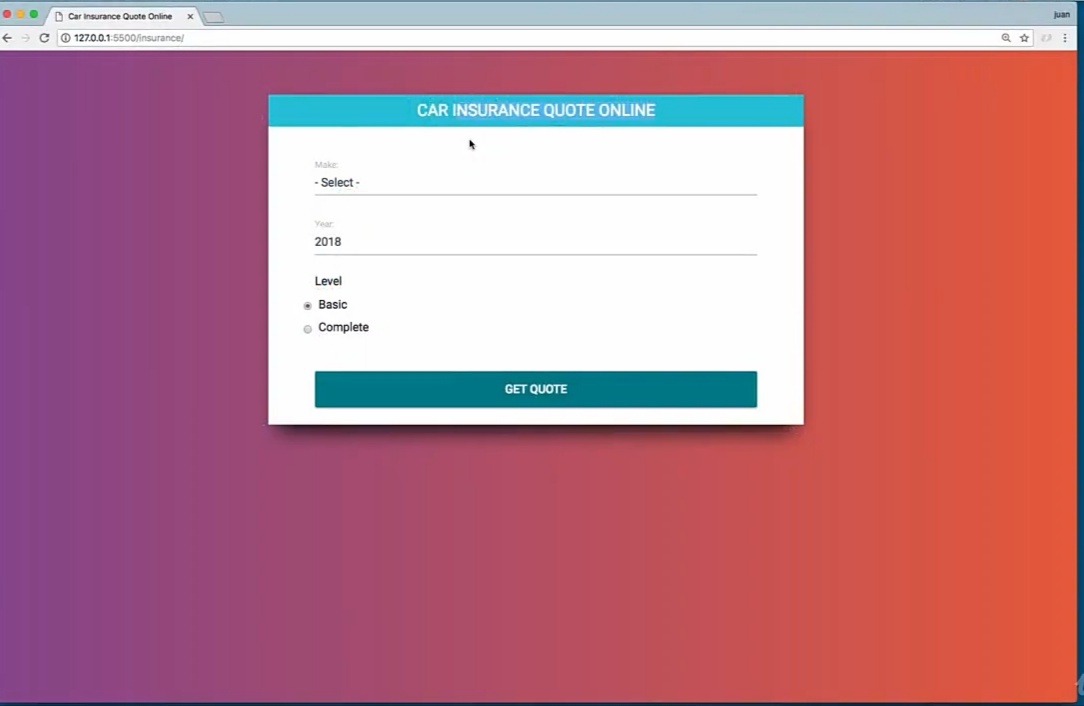 Car Insurance Quote Online
juan
127.0.0.1:5500/insurance/
CAR INSURANCE QUOTE ONLINE
Make:
- Select -
Year:
2018
Level
Basic
Complete
GET QUOTE